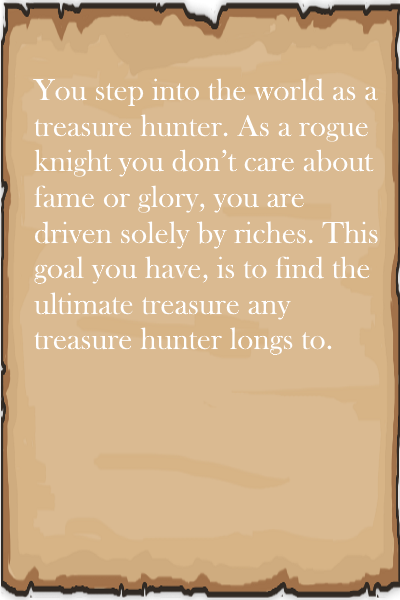 You step into the world as a
treasure hunter. As a rogue
knight you don’t care about
fame or glory, you are
driven solely by riches. This
goal you have, is to find the
ultimate treasure any
treasure hunter longs to.